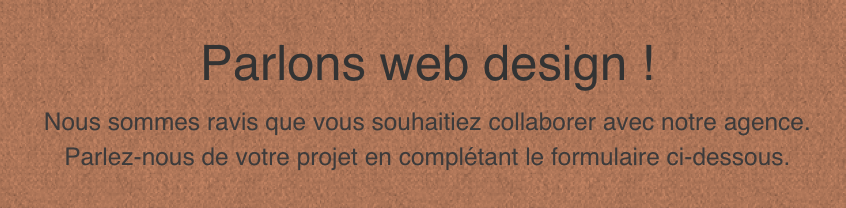 Parlons web design !
Nous sommes ravis que vous souhaitiez collaborer avec notre agence.
Parlez-nous de votre projet en complétant le formulaire ci-dessous.